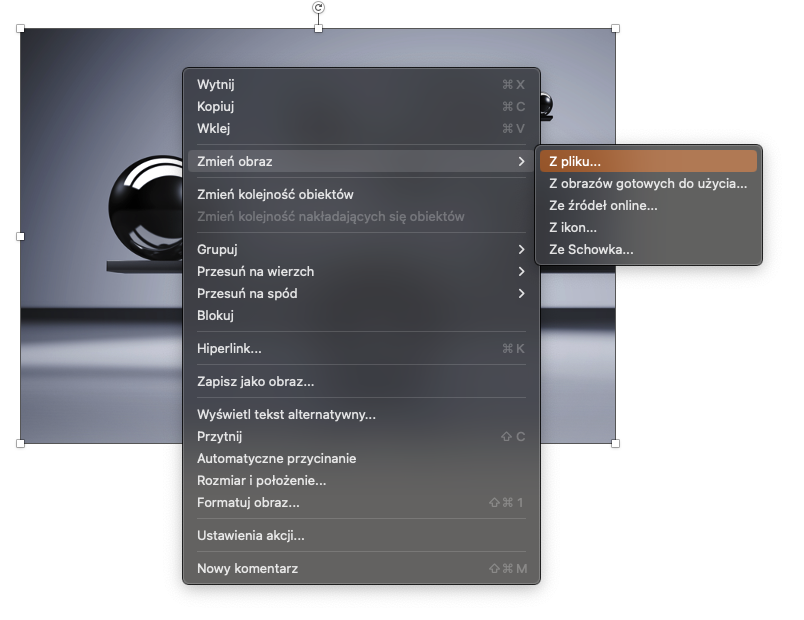 Wytnij ⌘ X
Kopiuj ⌘ C
Wklej ⌘ V
Zmień obraz
Zmień kolejność obiektów
Zmień kolejność nakładających się obiektów
Grupuj
Przesuń na wierzch
Przesuń na spód
Blokuj
Hiperlink... ⌘ K
Zapisz jako obraz...
Wyświetl tekst alternatywny...
Przytnij ⇧ C
Automatyczne przycinanie
Rozmiar i położenie...
Formatuj obraz... ⇧⌘ 1
Ustawienia akcji...
Nowy komentarz ⇧⌘ M
Z pliku...
Z obrazów gotowych do użycia...
Ze źródeł online...
Z ikon...
Ze Schowka...